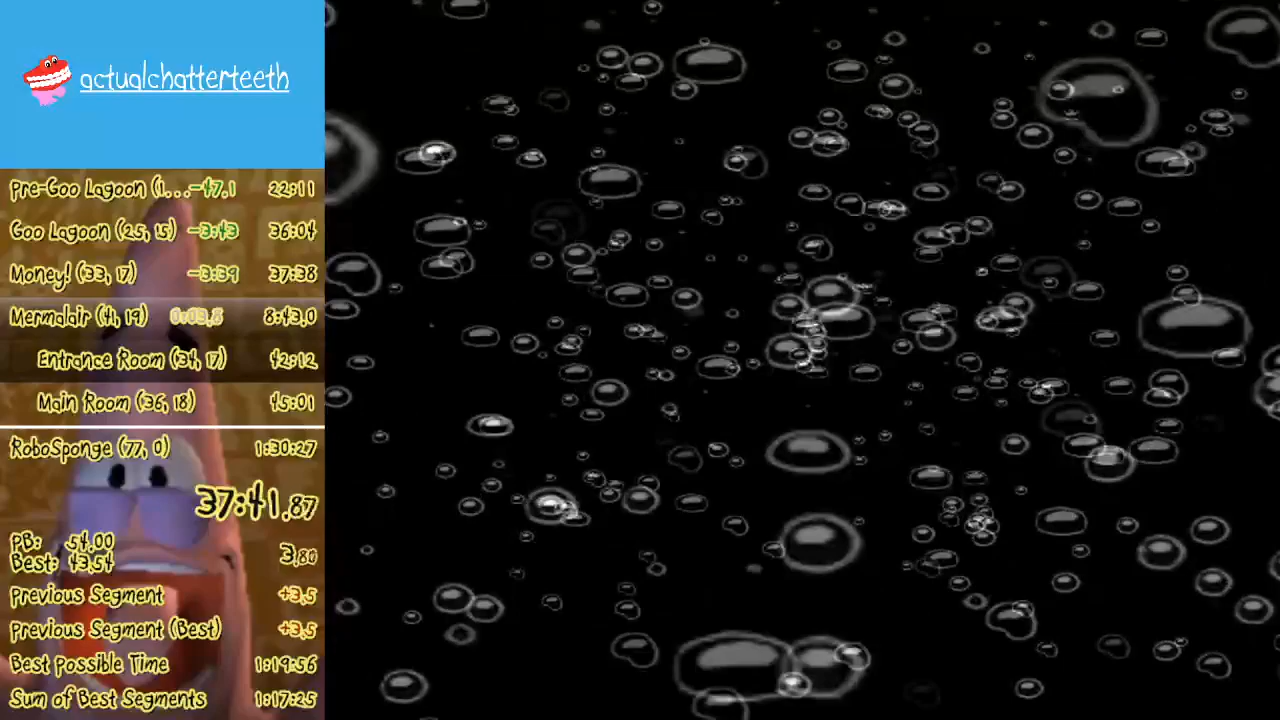 actualchatterteeth
Pre-Goo Lagoon (1... -47.1 22:11
Goo Lagoon (25, 15) -3:43 36:04
Money! (33, 17) -3:39 37:38
Mermalair (41, 19) 0:03.8 8:43.0
Entrance Room (34, 17) 42:12
Main Room (36, 18) 45:01
RoboSponge (77, 0) 1:30:27
37:41.87
PB: 54.00
Best: 43.54 3.80
Previous Segment +3.5
Previous Segment (Best) +3.5
Best Possible Time 1:19:56
Sum of Best Segments 1:17:25